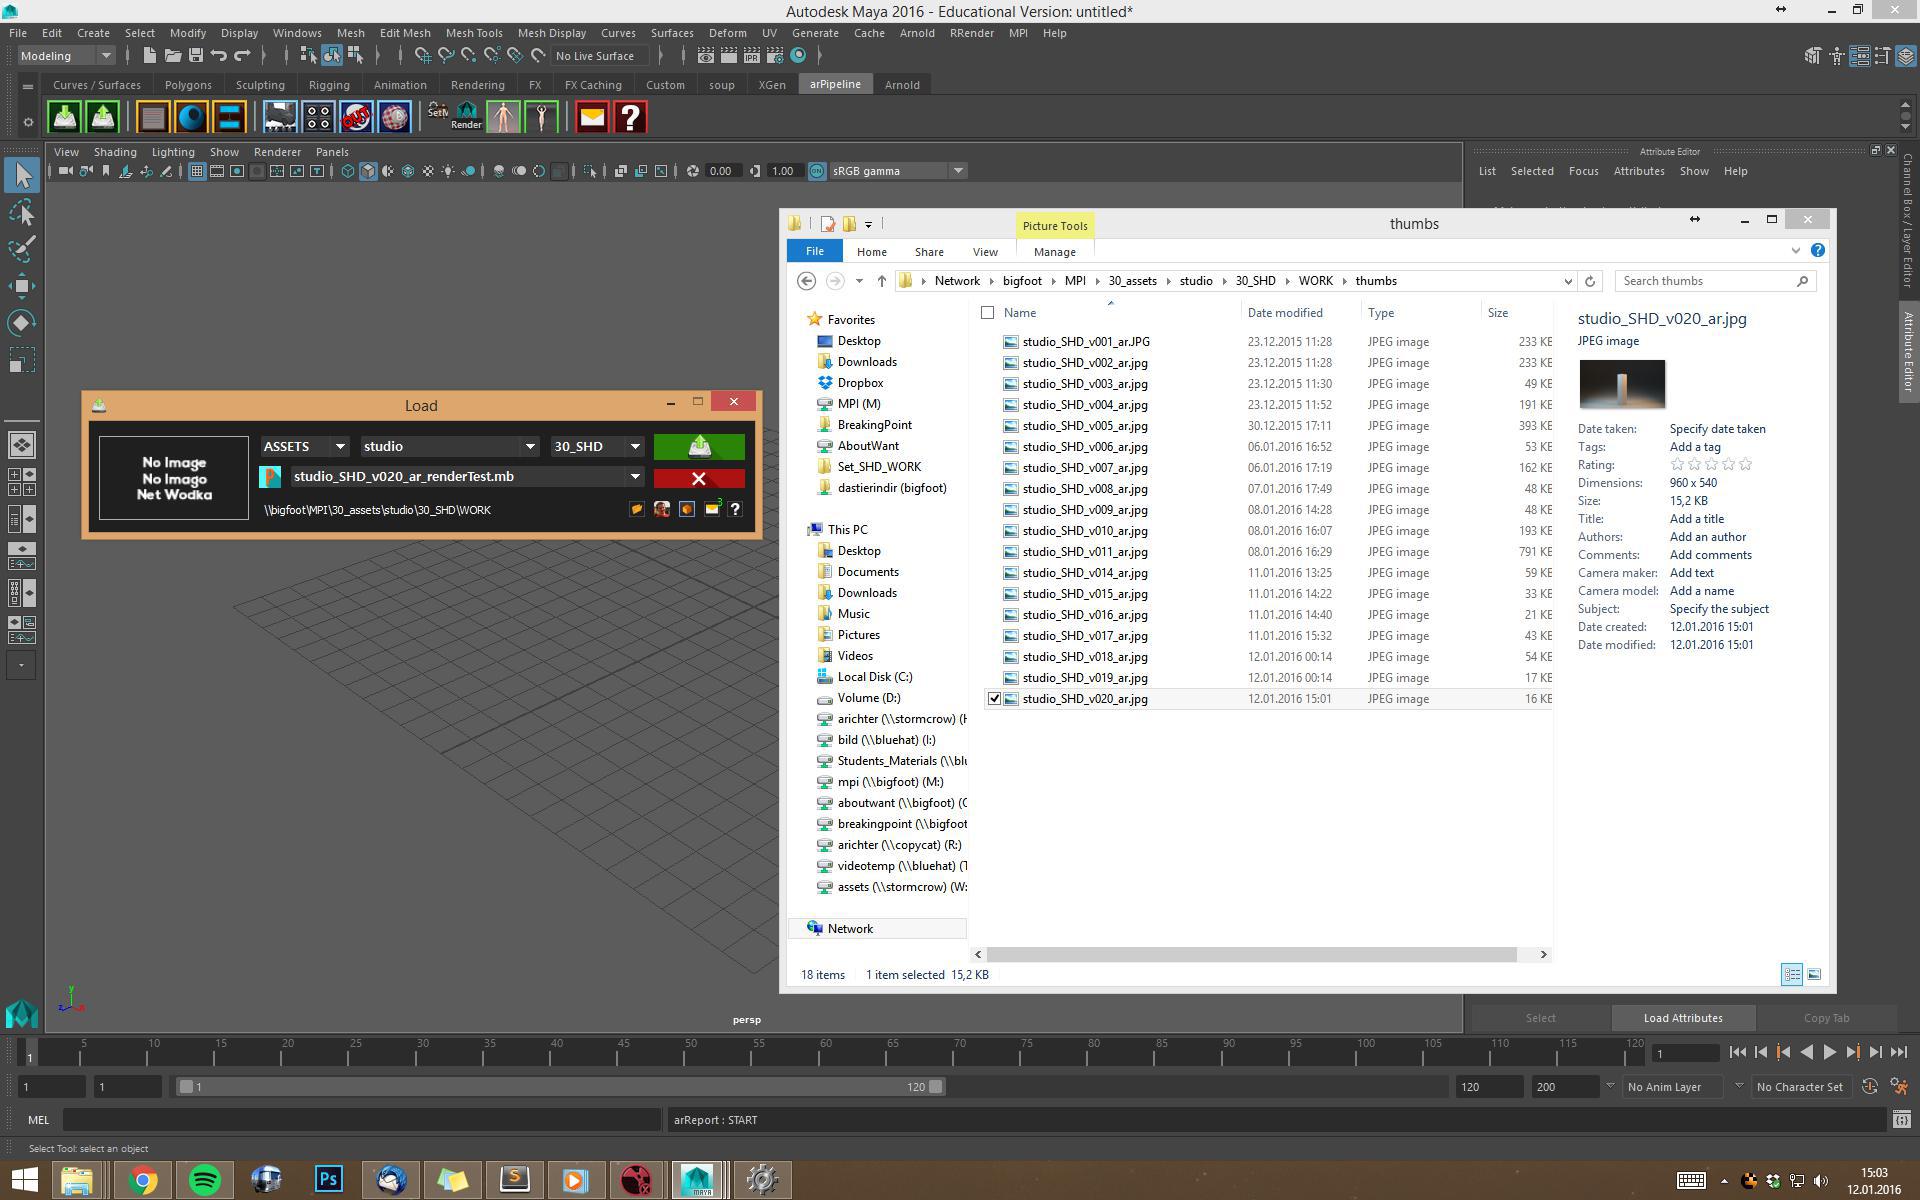 Autodesk Maya 2016 - Educational Version: untitled*
File Edit Create Select Modify Display Windows Mesh Edit Mesh Mesh Tools Mesh Display Curves Surfaces Deform UV Generate Cache Arnold RRender MPI Help
Modeling No Live Surface
Curves / Surfaces Polygons Sculpting Rigging Animation Rendering FX FX Caching Custom soup XGen arPipeline Arnold
SetN OUT Render ?
View Shading Lighting Show Renderer Panels
0.00 1.00 ON sRGB gamma
Attribute Editor
List Selected Focus Attributes Show Help
Channel Box / Layer Editor
Attribute Editor
Load
No Image
No Imago
Net Wodka
ASSETS studio 30_SHD
studio_SHD_v020_ar_renderTest.mb
\\bigfoot\MPI\30_assets\studio\30_SHD\WORK
3 ?
Picture Tools thumbs
File Home Share View Manage
Network bigfoot MPI 30_assets studio 30_SHD WORK thumbs Search thumbs
Favorites
Desktop
Downloads
Dropbox
MPI (M)
BreakingPoint
AboutWant
Set_SHD_WORK
dastierindir (bigfoot)
This PC
Desktop
Documents
Downloads
Music
Pictures
Videos
Local Disk (C:)
Volume (D:)
arichter (\\stormcrow) (H
bild (\\bluehat) (I:)
Students_Materials (\\blu
mpi (\\bigfoot) (M:)
aboutwant (\\bigfoot) (C
breakingpoint (\\bigfoot
arichter (\\copycat) (R:)
videotemp (\\bluehat) (T
assets (\\stormcrow) (W:
Network
Name Date modified Type Size
studio_SHD_v001_ar.JPG 23.12.2015 11:28 JPEG image 233 KB
studio_SHD_v002_ar.jpg 23.12.2015 11:28 JPEG image 233 KB
studio_SHD_v003_ar.jpg 23.12.2015 11:30 JPEG image 49 KB
studio_SHD_v004_ar.jpg 23.12.2015 11:52 JPEG image 191 KB
studio_SHD_v005_ar.jpg 30.12.2015 17:11 JPEG image 393 KB
studio_SHD_v006_ar.jpg 06.01.2016 16:52 JPEG image 53 KB
studio_SHD_v007_ar.jpg 06.01.2016 17:19 JPEG image 162 KB
studio_SHD_v008_ar.jpg 07.01.2016 17:49 JPEG image 48 KB
studio_SHD_v009_ar.jpg 08.01.2016 14:28 JPEG image 48 KB
studio_SHD_v010_ar.jpg 08.01.2016 16:07 JPEG image 193 KB
studio_SHD_v011_ar.jpg 08.01.2016 16:29 JPEG image 791 KB
studio_SHD_v014_ar.jpg 11.01.2016 13:25 JPEG image 59 KB
studio_SHD_v015_ar.jpg 11.01.2016 14:22 JPEG image 33 KB
studio_SHD_v016_ar.jpg 11.01.2016 14:40 JPEG image 21 KB
studio_SHD_v017_ar.jpg 11.01.2016 15:32 JPEG image 43 KB
studio_SHD_v018_ar.jpg 12.01.2016 00:14 JPEG image 54 KB
studio_SHD_v019_ar.jpg 12.01.2016 00:14 JPEG image 17 KB
studio_SHD_v020_ar.jpg 12.01.2016 15:01 JPEG image 16 KB
studio_SHD_v020_ar.jpg
JPEG image
Date taken: Specify date taken
Tags: Add a tag
Rating:
Dimensions: 960 x 540
Size: 15,2 KB
Title: Add a title
Authors: Add an author
Comments: Add comments
Camera maker: Add text
Camera model: Add a name
Subject: Specify the subject
Date created: 12.01.2016 15:01
Date modified: 12.01.2016 15:01
18 items 1 item selected 15,2 KB
y
z x
persp
Select Load Attributes Copy Tab
1 5 10 15 20 25 30 35 40 45 50 55 60 65 70 75 80 85 90 95 100 105 110 115 120 1
1 1 1 120 120 200 No Anim Layer No Character Set
MEL arReport : START
Select Tool: select an object
Ps S MAYA
15:03
12.01.2016